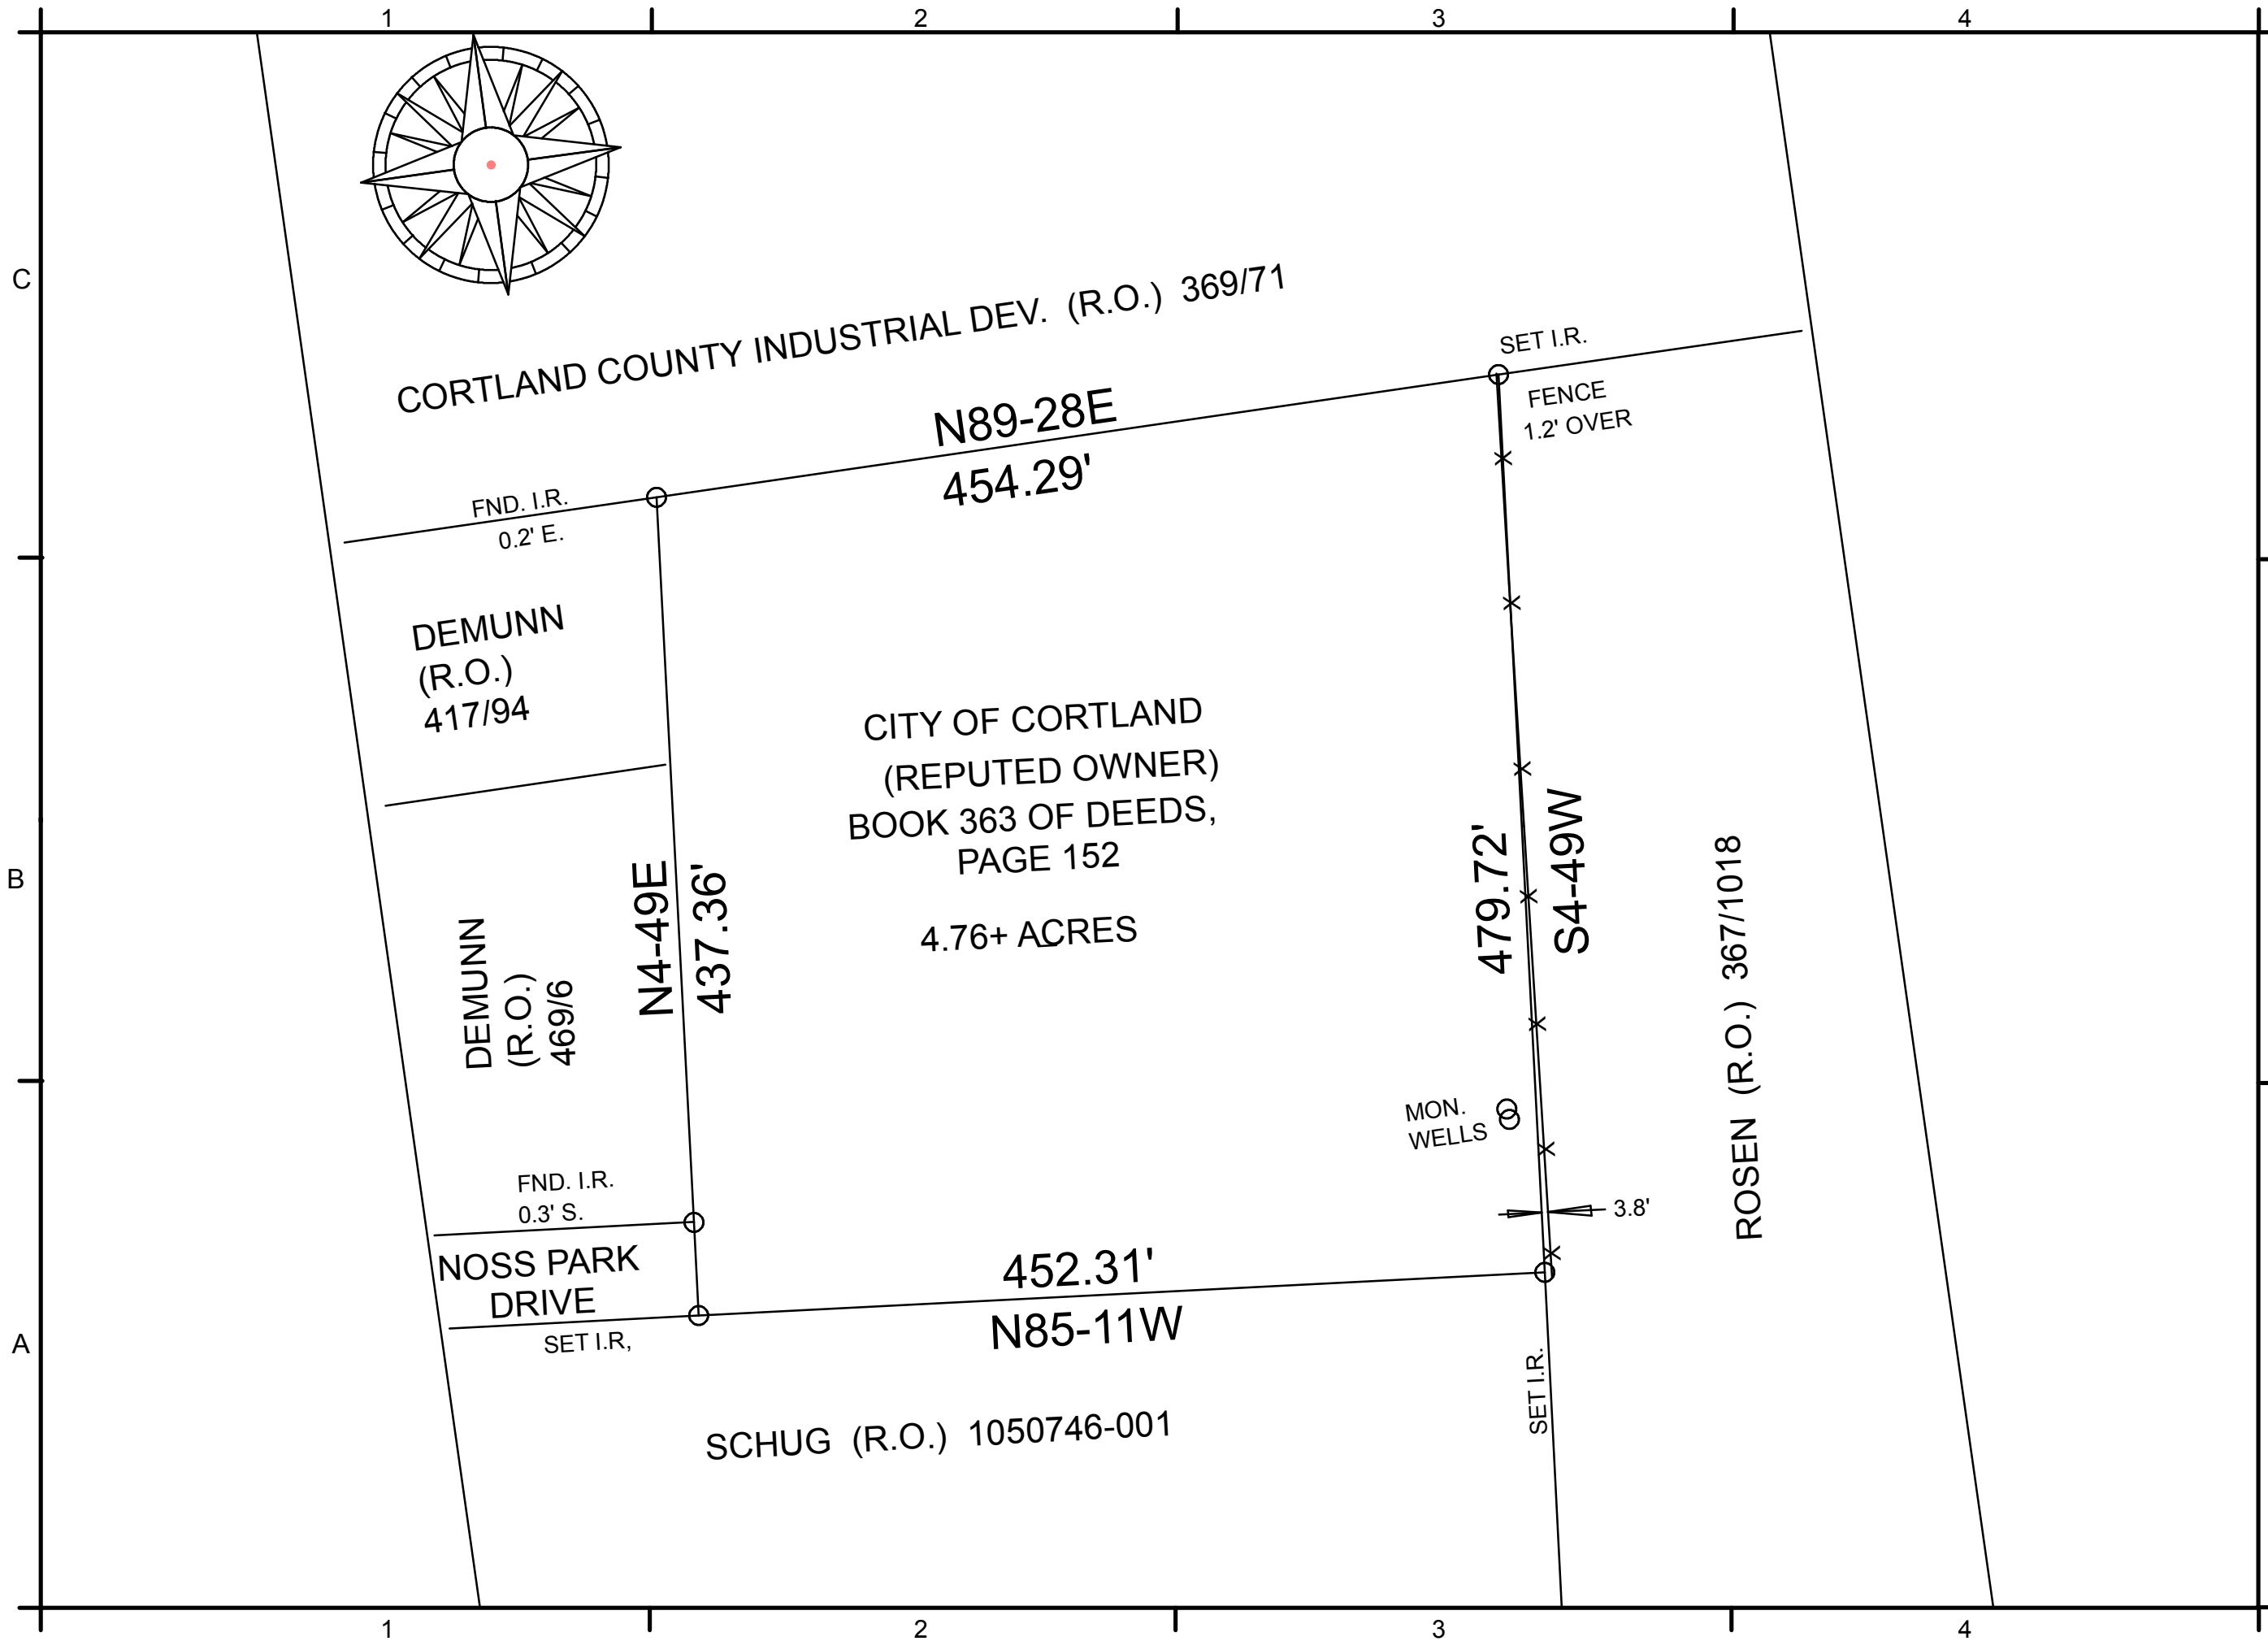 1 2 3 4
C
CORTLAND COUNTY INDUSTRIAL DEV. (R.O.) 369/71
SET I.R.
FENCE
1.2' OVER
N89-28E
454.29'
FND. I.R.
0.2' E.
DEMUNN
(R.O.)
417/94
CITY OF CORTLAND
(REPUTED OWNER)
BOOK 363 OF DEEDS,
PAGE 152
4.76+ ACRES
B
N4-49E
437.36'
479.72'
S4-49W
ROSEN (R.O.) 367/1018
DEMUNN
(R.O.)
469/6
MON.
WELLS
FND. I.R.
0.3' S.
3.8'
NOSS PARK
DRIVE
452.31'
N85-11W
A
SET I.R,
SET I.R.
SCHUG (R.O.) 1050746-001
1 2 3 4